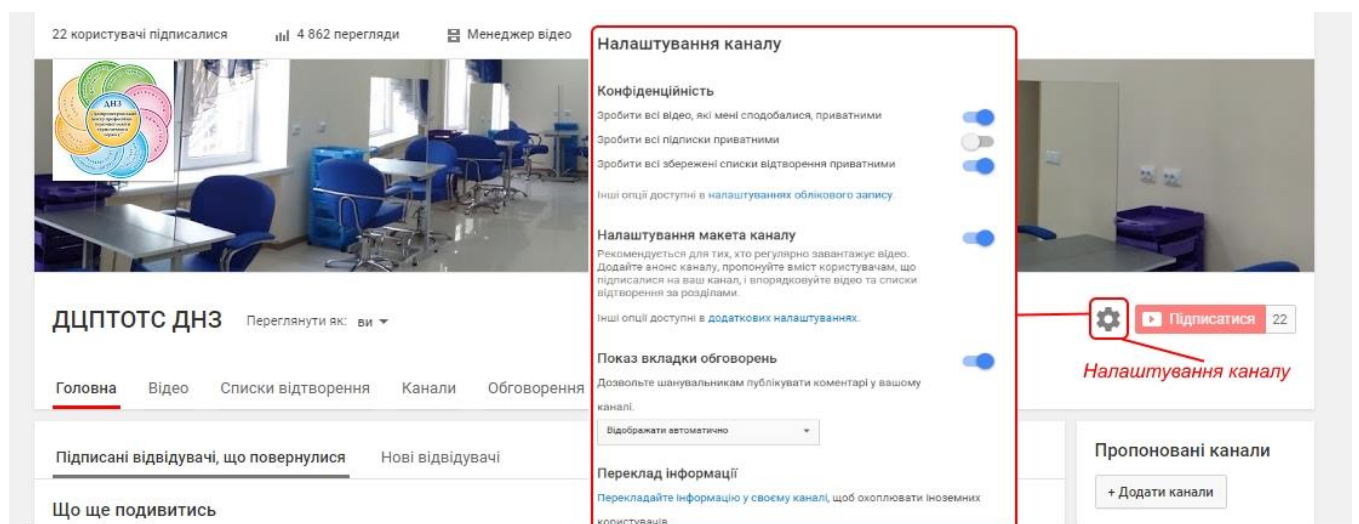 22 користувачі підписалися
4 862 перегляди
Менеджер відео
ДНЗ
Налаштування каналу
Конфіденційність
Зробити всі відео, які мені сподобалися, приватними
Зробити всі підписки приватними
Зробити всі збережені списки відтворення приватними
Інші опції доступні в налаштуваннях облікового запису.
Налаштування макета каналу
Рекомендується для тих, хто регулярно завантажує відео.
Додайте анонс каналу, пропонуйте вміст користувачам, що
підписалися на ваш канал, і впорядковуйте відео та списки
відтворення за розділами.
Інші опції доступні в додаткових налаштуваннях.
Показ вкладки обговорень
Дозвольте шанувальникам публікувати коментарі у вашому
каналі.
Відображати автоматично
Переклад інформації
Перекладайте інформацію у своєму каналі, щоб охоплювати іноземних
користувачів
ДЦПТОТС ДНЗ
Переглянути як: ви
Підписатися 22
Налаштування каналу
Головна
Відео
Списки відтворення
Канали
Обговорення
Підписані відвідувачі, що повернулися
Нові відвідувачі
Що ще подивитись
Пропоновані канали
+ Додати канали